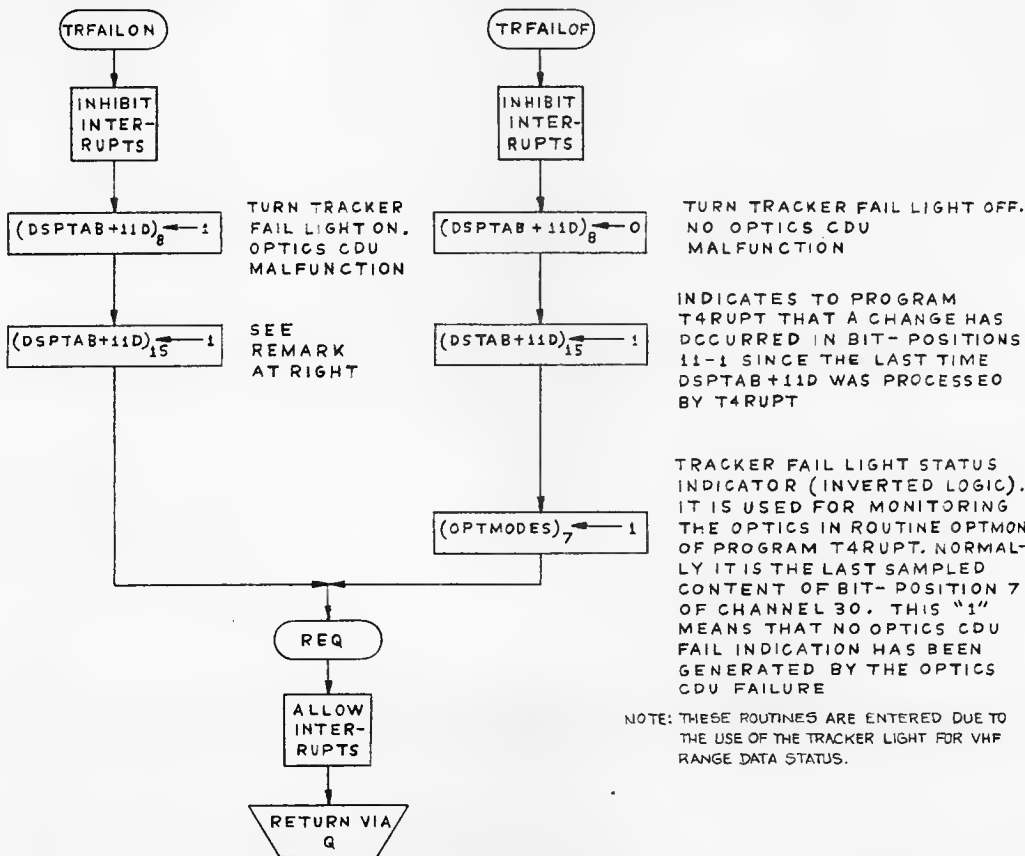 TRFAILON
INHIBIT
INTER-
RUPTS
(DSPTAB+11D)8 ← 1
TURN TRACKER
FAIL LIGHT ON.
OPTICS CDU
MALFUNCTION
(DSPTAB+11D)15 ← 1
SEE
REMARK
AT RIGHT
TRFAILOF
INHIBIT
INTER-
RUPTS
(DSPTAB+11D)8 ← 0
TURN TRACKER FAIL LIGHT OFF.
NO OPTICS CDU
MALFUNCTION
(DSTAB+11D)15 ← 1
INDICATES TO PROGRAM
T4RUPT THAT A CHANGE HAS
OCCURRED IN BIT-POSITIONS
11-1 SINCE THE LAST TIME
DSPTAB+11D WAS PROCESSED
BY T4RUPT
(OPTMODES)7 ← 1
TRACKER FAIL LIGHT STATUS
INDICATOR (INVERTED LOGIC).
IT IS USED FOR MONITORING
THE OPTICS IN ROUTINE OPTMON
OF PROGRAM T4RUPT. NORMAL-
LY IT IS THE LAST SAMPLED
CONTENT OF BIT-POSITION 7
OF CHANNEL 30. THIS "1"
MEANS THAT NO OPTICS CDU
FAIL INDICATION HAS BEEN
GENERATED BY THE OPTICS
CDU FAILURE
REQ
ALLOW
INTER-
RUPTS
RETURN VIA
Q
NOTE: THESE ROUTINES ARE ENTERED DUE TO
THE USE OF THE TRACKER LIGHT FOR VHF
RANGE DATA STATUS.